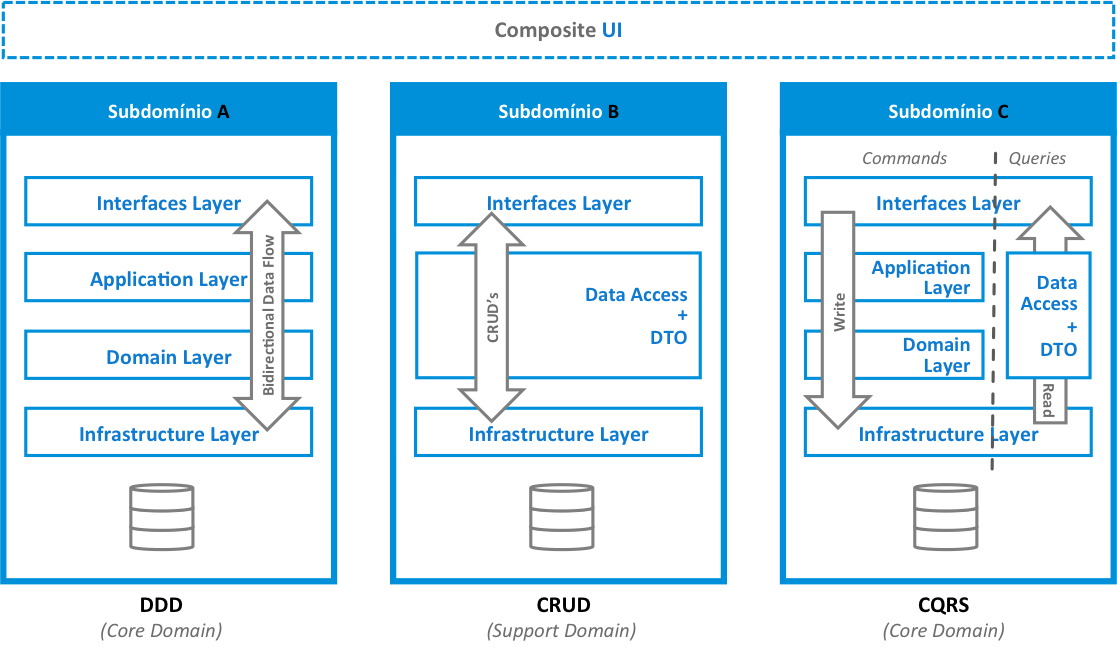 Composite UI
Subdomínio A
Interfaces Layer
Application Layer
Domain Layer
Infrastructure Layer
Bidirectional Data Flow
DDD
(Core Domain)
Subdomínio B
Interfaces Layer
Data Access
+
DTO
CRUD's
Infrastructure Layer
CRUD
(Support Domain)
Subdomínio C
Commands
Queries
Interfaces Layer
Application
Layer
Domain
Layer
Write
Data
Access
+
DTO
Read
Infrastructure Layer
CQRS
(Core Domain)